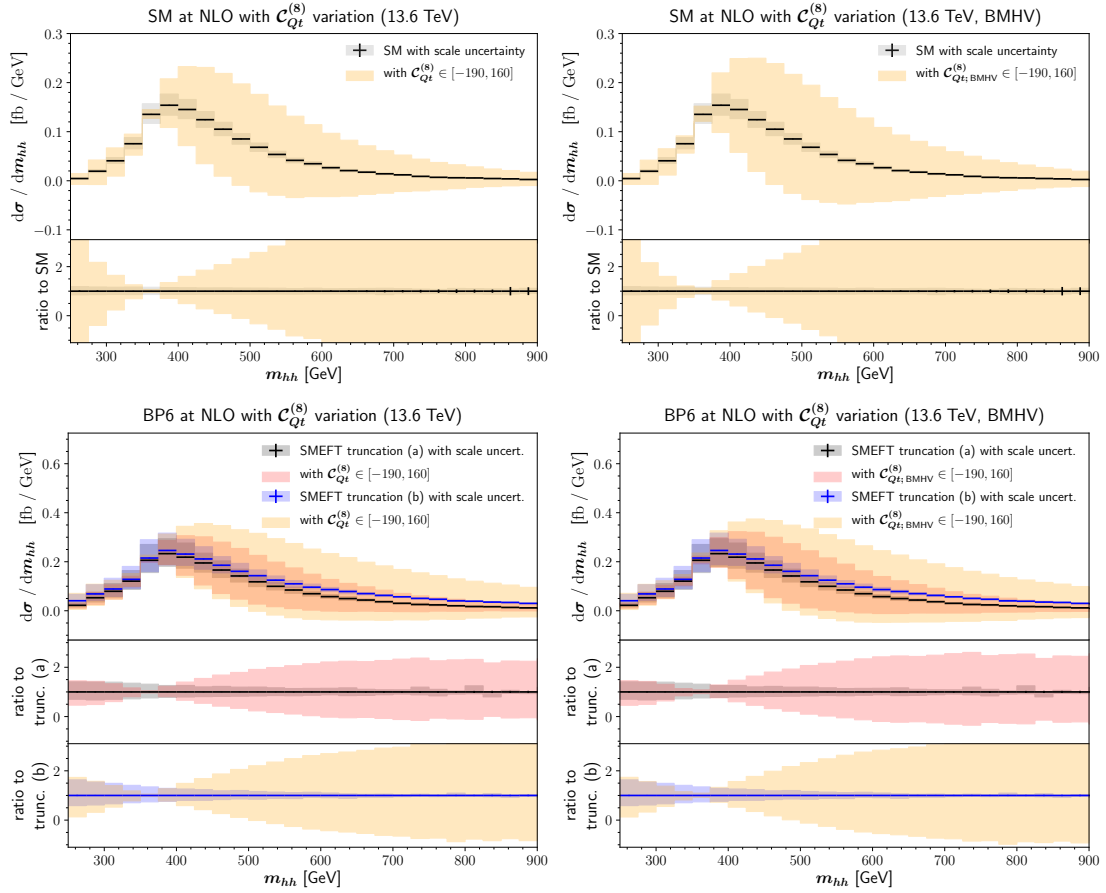 SM at NLO with 𝓒_Qt^(8) variation (13.6 TeV)
dσ / dm_hh [fb / GeV]
0.3
0.2
0.1
0.0
−0.1
SM with scale uncertainty
with 𝓒_Qt^(8) ∈ [−190, 160]
ratio to SM
2
0
300 400 500 600 700 800 900
m_hh [GeV]
SM at NLO with 𝓒_Qt^(8) variation (13.6 TeV, BMHV)
dσ / dm_hh [fb / GeV]
0.3
0.2
0.1
0.0
−0.1
SM with scale uncertainty
with 𝓒_Qt; BMHV^(8) ∈ [−190, 160]
ratio to SM
2
0
300 400 500 600 700 800 900
m_hh [GeV]
BP6 at NLO with 𝓒_Qt^(8) variation (13.6 TeV)
dσ / dm_hh [fb / GeV]
0.6
0.4
0.2
0.0
SMEFT truncation (a) with scale uncert.
with 𝓒_Qt^(8) ∈ [−190, 160]
SMEFT truncation (b) with scale uncert.
with 𝓒_Qt^(8) ∈ [−190, 160]
ratio to
trunc. (a)
2
0
ratio to
trunc. (b)
2
0
300 400 500 600 700 800 900
m_hh [GeV]
BP6 at NLO with 𝓒_Qt^(8) variation (13.6 TeV, BMHV)
dσ / dm_hh [fb / GeV]
0.6
0.4
0.2
0.0
SMEFT truncation (a) with scale uncert.
with 𝓒_Qt; BMHV^(8) ∈ [−190, 160]
SMEFT truncation (b) with scale uncert.
with 𝓒_Qt; BMHV^(8) ∈ [−190, 160]
ratio to
trunc. (a)
2
0
ratio to
trunc. (b)
2
0
300 400 500 600 700 800 900
m_hh [GeV]